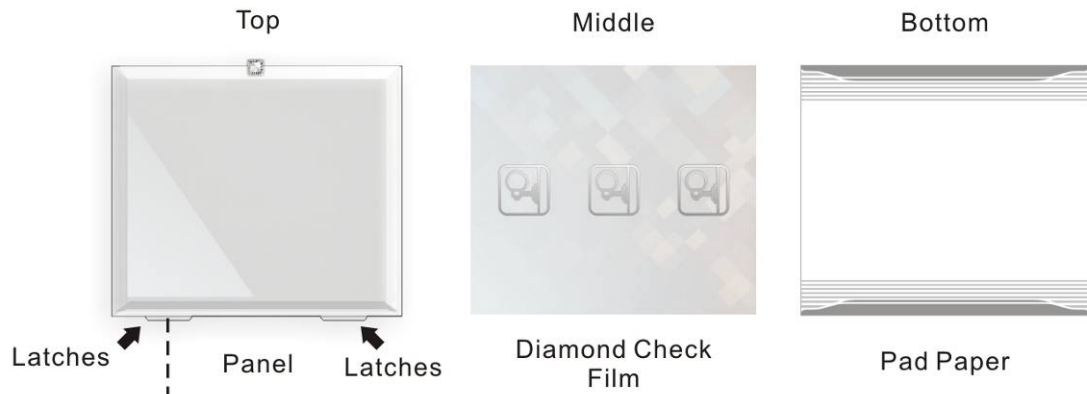 Top
Middle
Bottom
Latches
Panel
Latches
Diamond Check
Film
Pad Paper